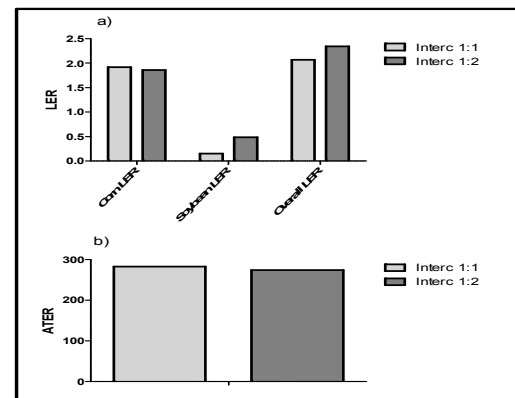 a)
2.5
2.0
1.5
1.0
0.5
0.0
LER
Corn LER
Soybean LER
Overall LER
Interc 1:1
Interc 1:2
b)
300
200
100
0
ATER
Interc 1:1
Interc 1:2